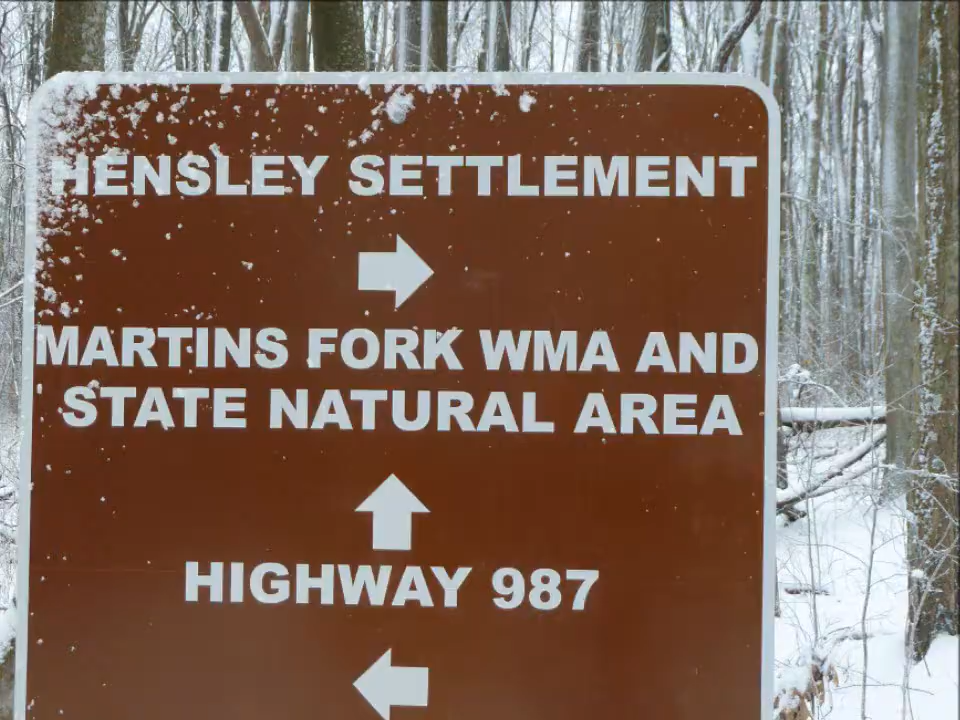 HENSLEY SETTLEMENT
MARTINS FORK WMA AND
STATE NATURAL AREA
HIGHWAY 987